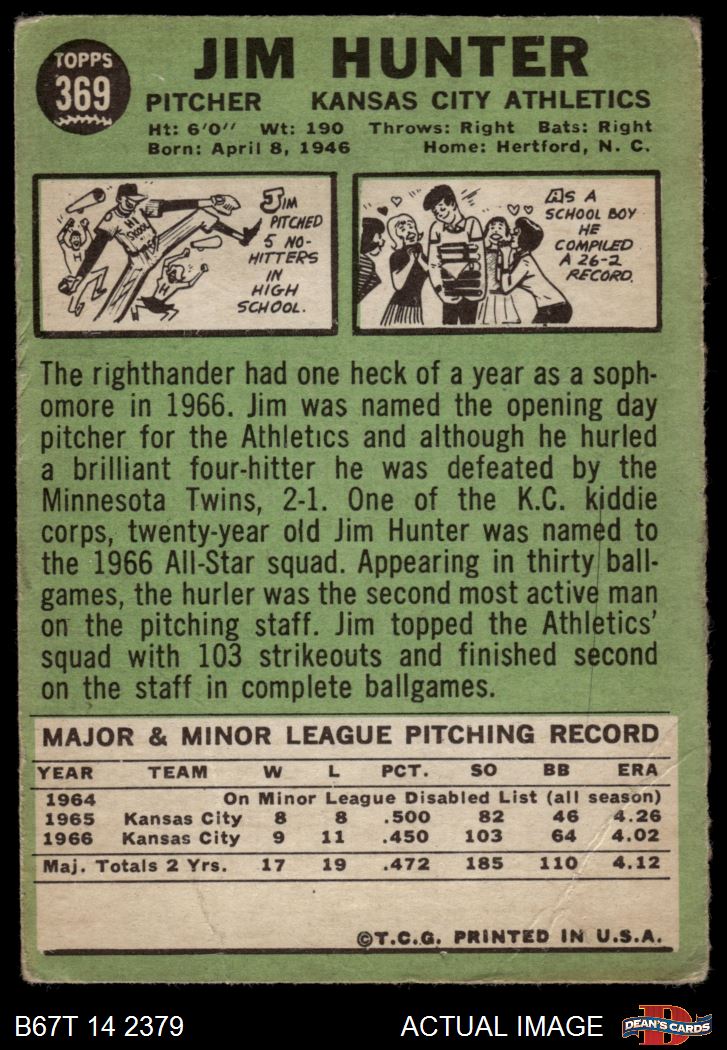 TOPPS
369
JIM HUNTER
PITCHER KANSAS CITY ATHLETICS
Ht: 6'0" Wt: 190 Throws: Right Bats: Right
Born: April 8, 1946 Home: Hertford, N. C.
HI
SKOOL
H
H
JIM
PITCHED
5 NO-
HITTERS
IN
HIGH
SCHOOL.
AS A
SCHOOL BOY
HE
COMPILED
A 26-2
RECORD.
The righthander had one heck of a year as a soph-
omore in 1966. Jim was named the opening day
pitcher for the Athletics and although he hurled
a brilliant four-hitter he was defeated by the
Minnesota Twins, 2-1. One of the K.C. kiddie
corps, twenty-year old Jim Hunter was named to
the 1966 All-Star squad. Appearing in thirty ball-
games, the hurler was the second most active man
on the pitching staff. Jim topped the Athletics'
squad with 103 strikeouts and finished second
on the staff in complete ballgames.
MAJOR & MINOR LEAGUE PITCHING RECORD
YEAR TEAM W L PCT. SO BB ERA
1964 On Minor League Disabled List (all season)
1965 Kansas City 8 8 .500 82 46 4.26
1966 Kansas City 9 11 .450 103 64 4.02
Maj. Totals 2 Yrs. 17 19 .472 185 110 4.12
©T.C.G. PRINTED IN U.S.A.
B67T 14 2379 ACTUAL IMAGE
D
DEAN'S CARDS